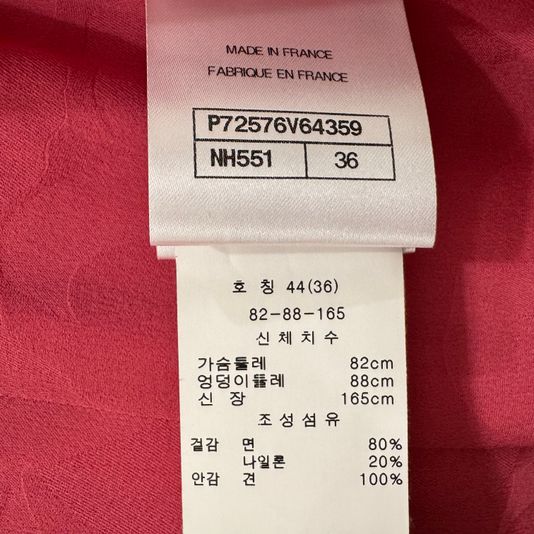 MADE IN FRANCE
FABRIQUE EN FRANCE
P72576V64359
NH551 36
호 칭 44(36)
82-88-165
신체치수
가슴둘레 82cm
엉덩이둘레 88cm
신 장 165cm
조성섬유
겉감 면 80%
나일론 20%
안감 견 100%